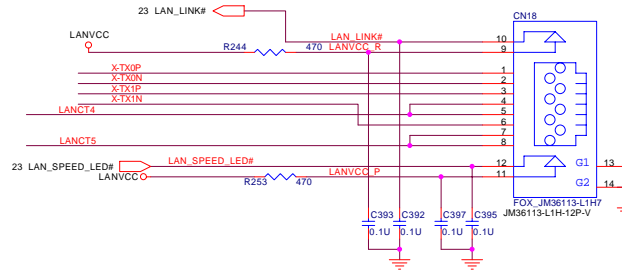 23 LAN_LINK#
CN18
LANVCC
LAN_LINK# 10
R244 470 LANVCC_R 9
X-TX0P 1
X-TX0N 2
X-TX1P 3
X-TX1N 4
LANCT4 5
6
7
LANCT5 8
23 LAN_SPEED_LED# LAN_SPEED_LED# 12 G1 13
LANVCC R253 470 LANVCC_P 11
G2 14
FOX_JM36113-L1H7
JM36113-L1H-12P-V
C393 C392 C397 C395
0.1U 0.1U 0.1U 0.1U